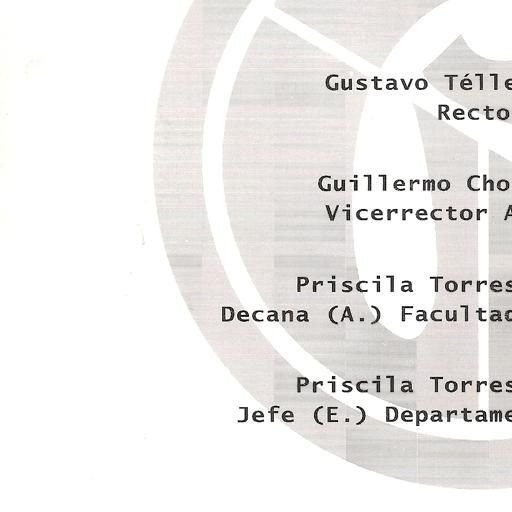 Gustavo Télle
Recto
Guillermo Cho
Vicerrector A
Priscila Torres
Decana (A.) Facultad
Priscila Torres
Jefe (E.) Departame